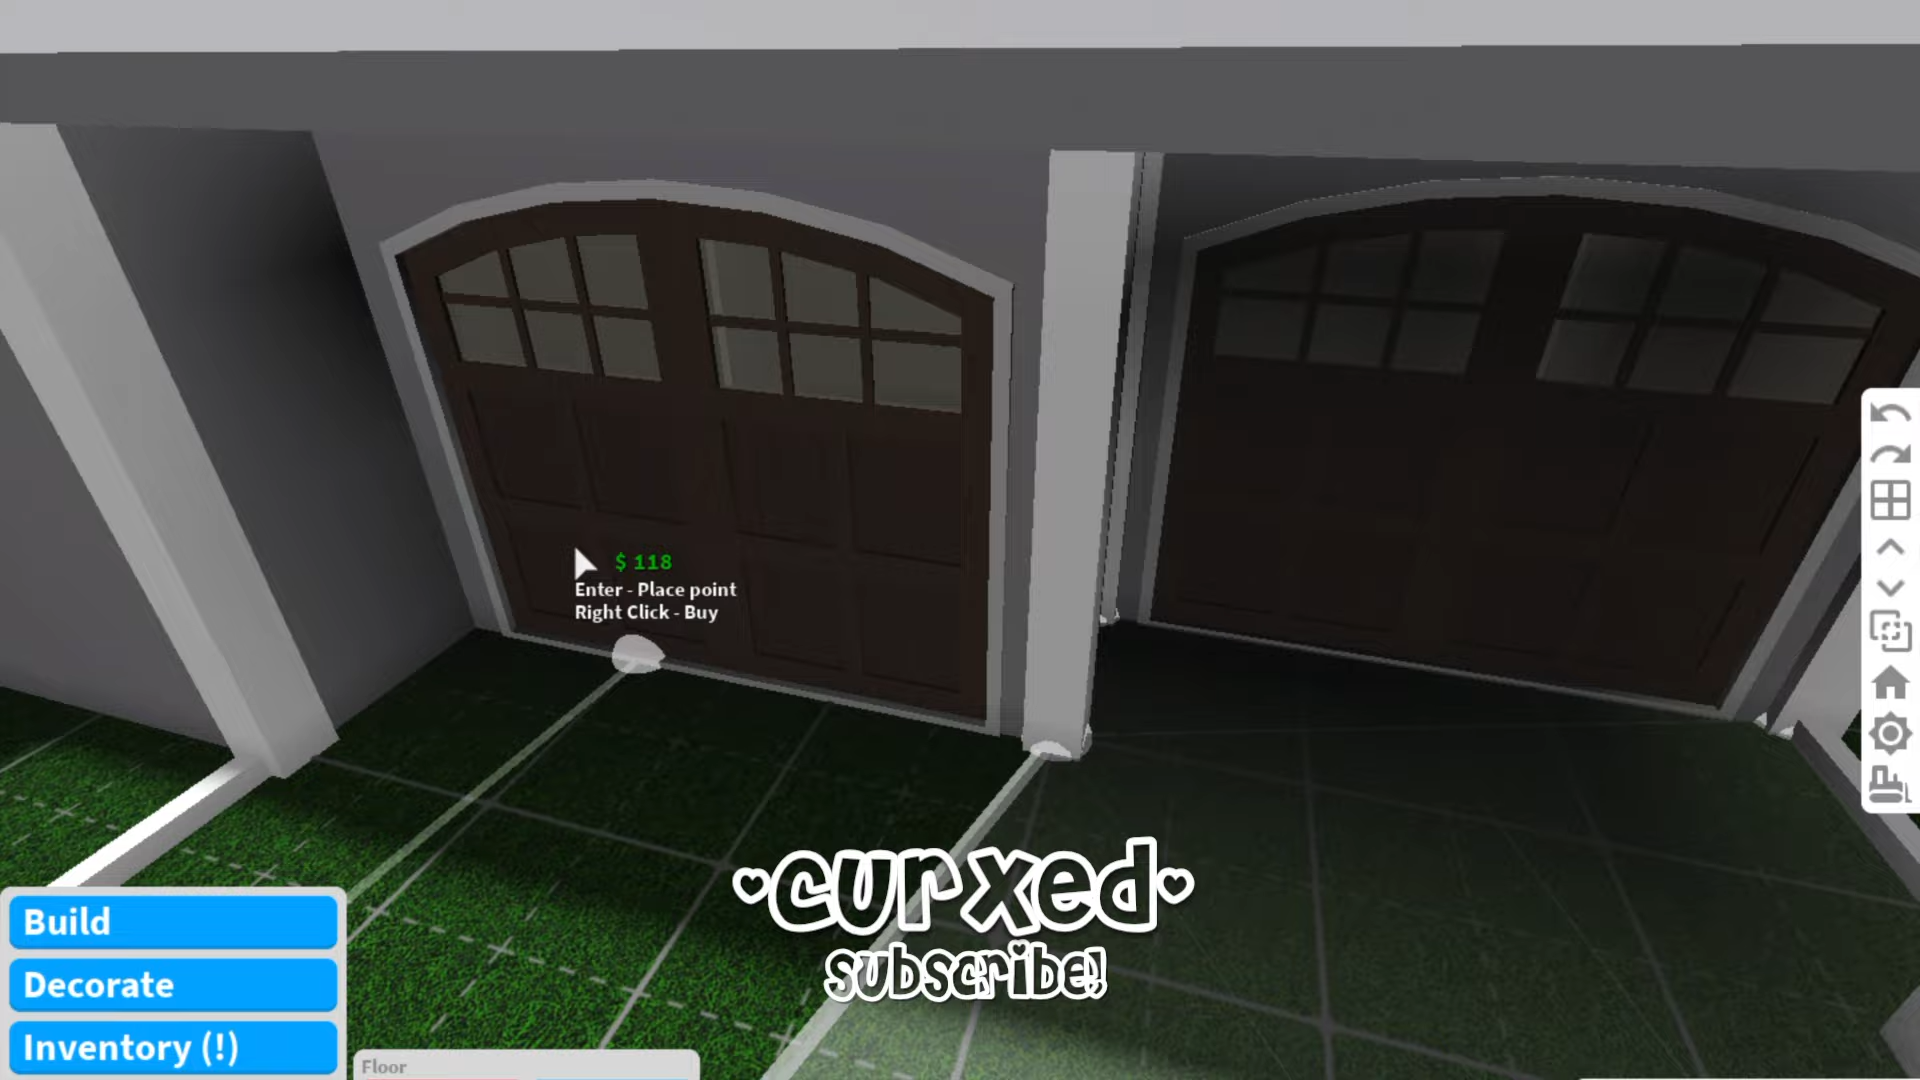 $ 118
Enter - Place point
Right Click - Buy
•curxed•
subscribe!
Build
Decorate
Inventory (!)
Floor